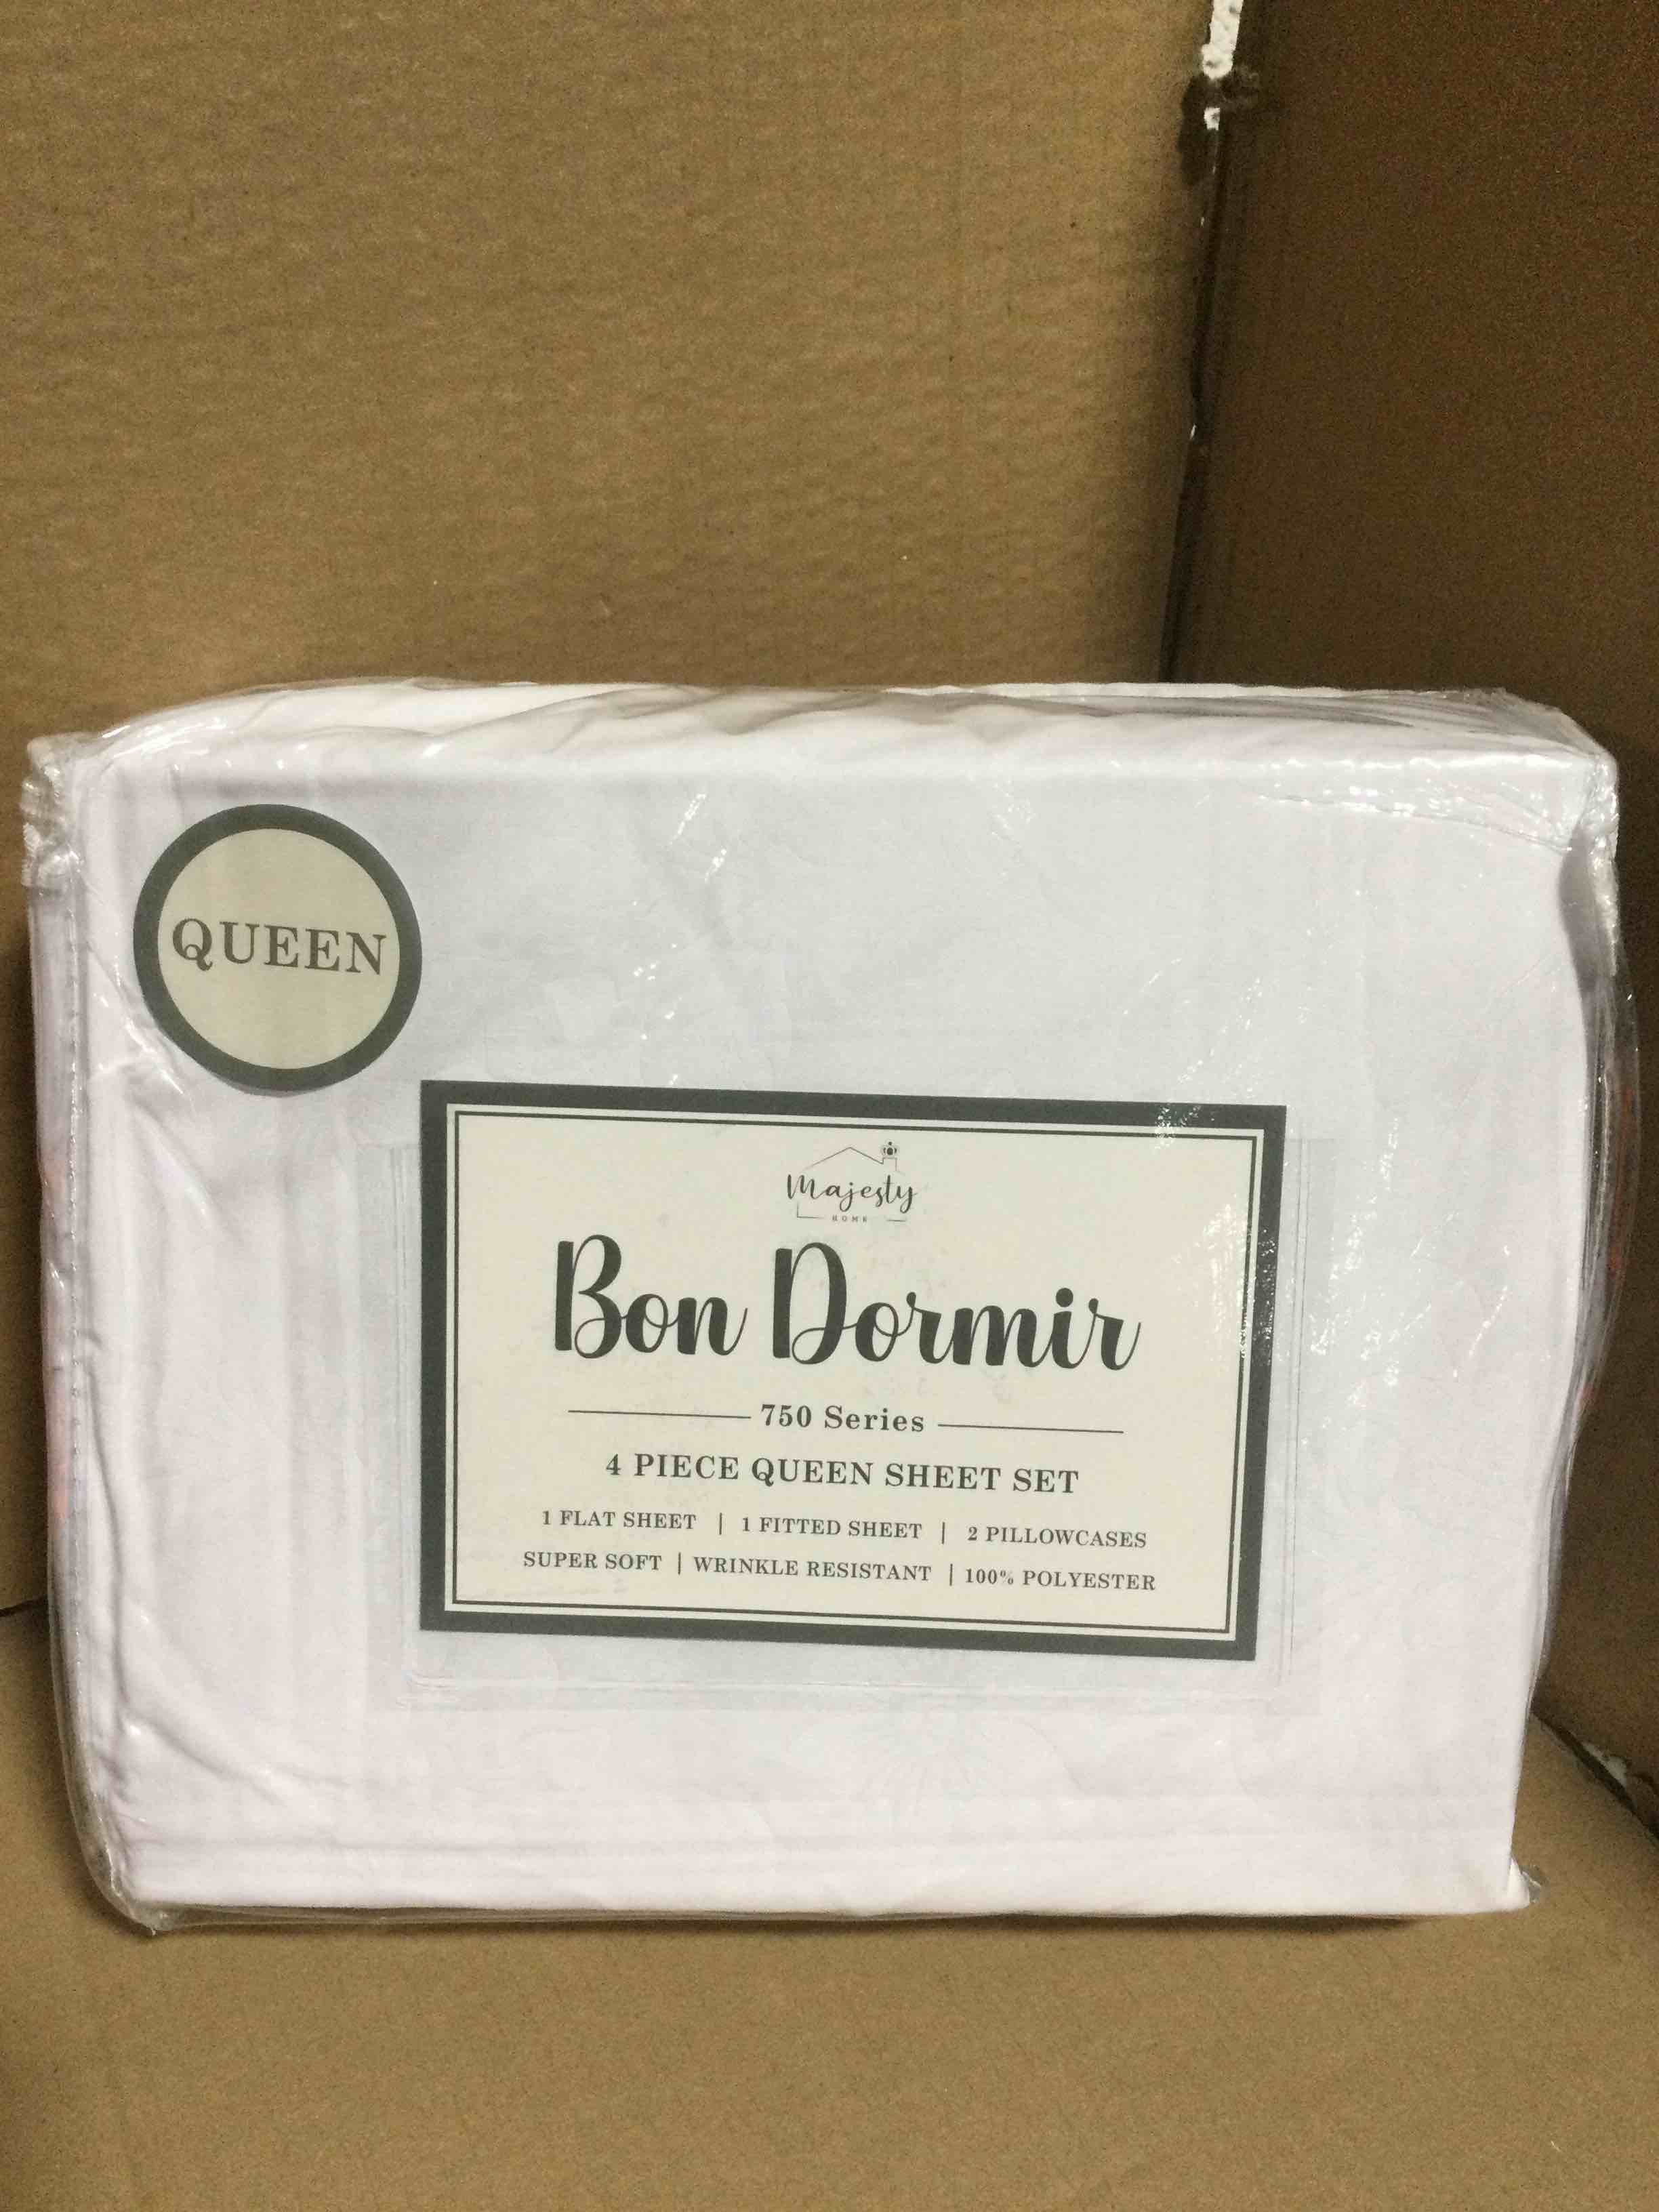 QUEEN
Majesty
HOME
Bon Dormir
750 Series
4 PIECE QUEEN SHEET SET
1 FLAT SHEET | 1 FITTED SHEET | 2 PILLOWCASES
SUPER SOFT | WRINKLE RESISTANT | 100% POLYESTER